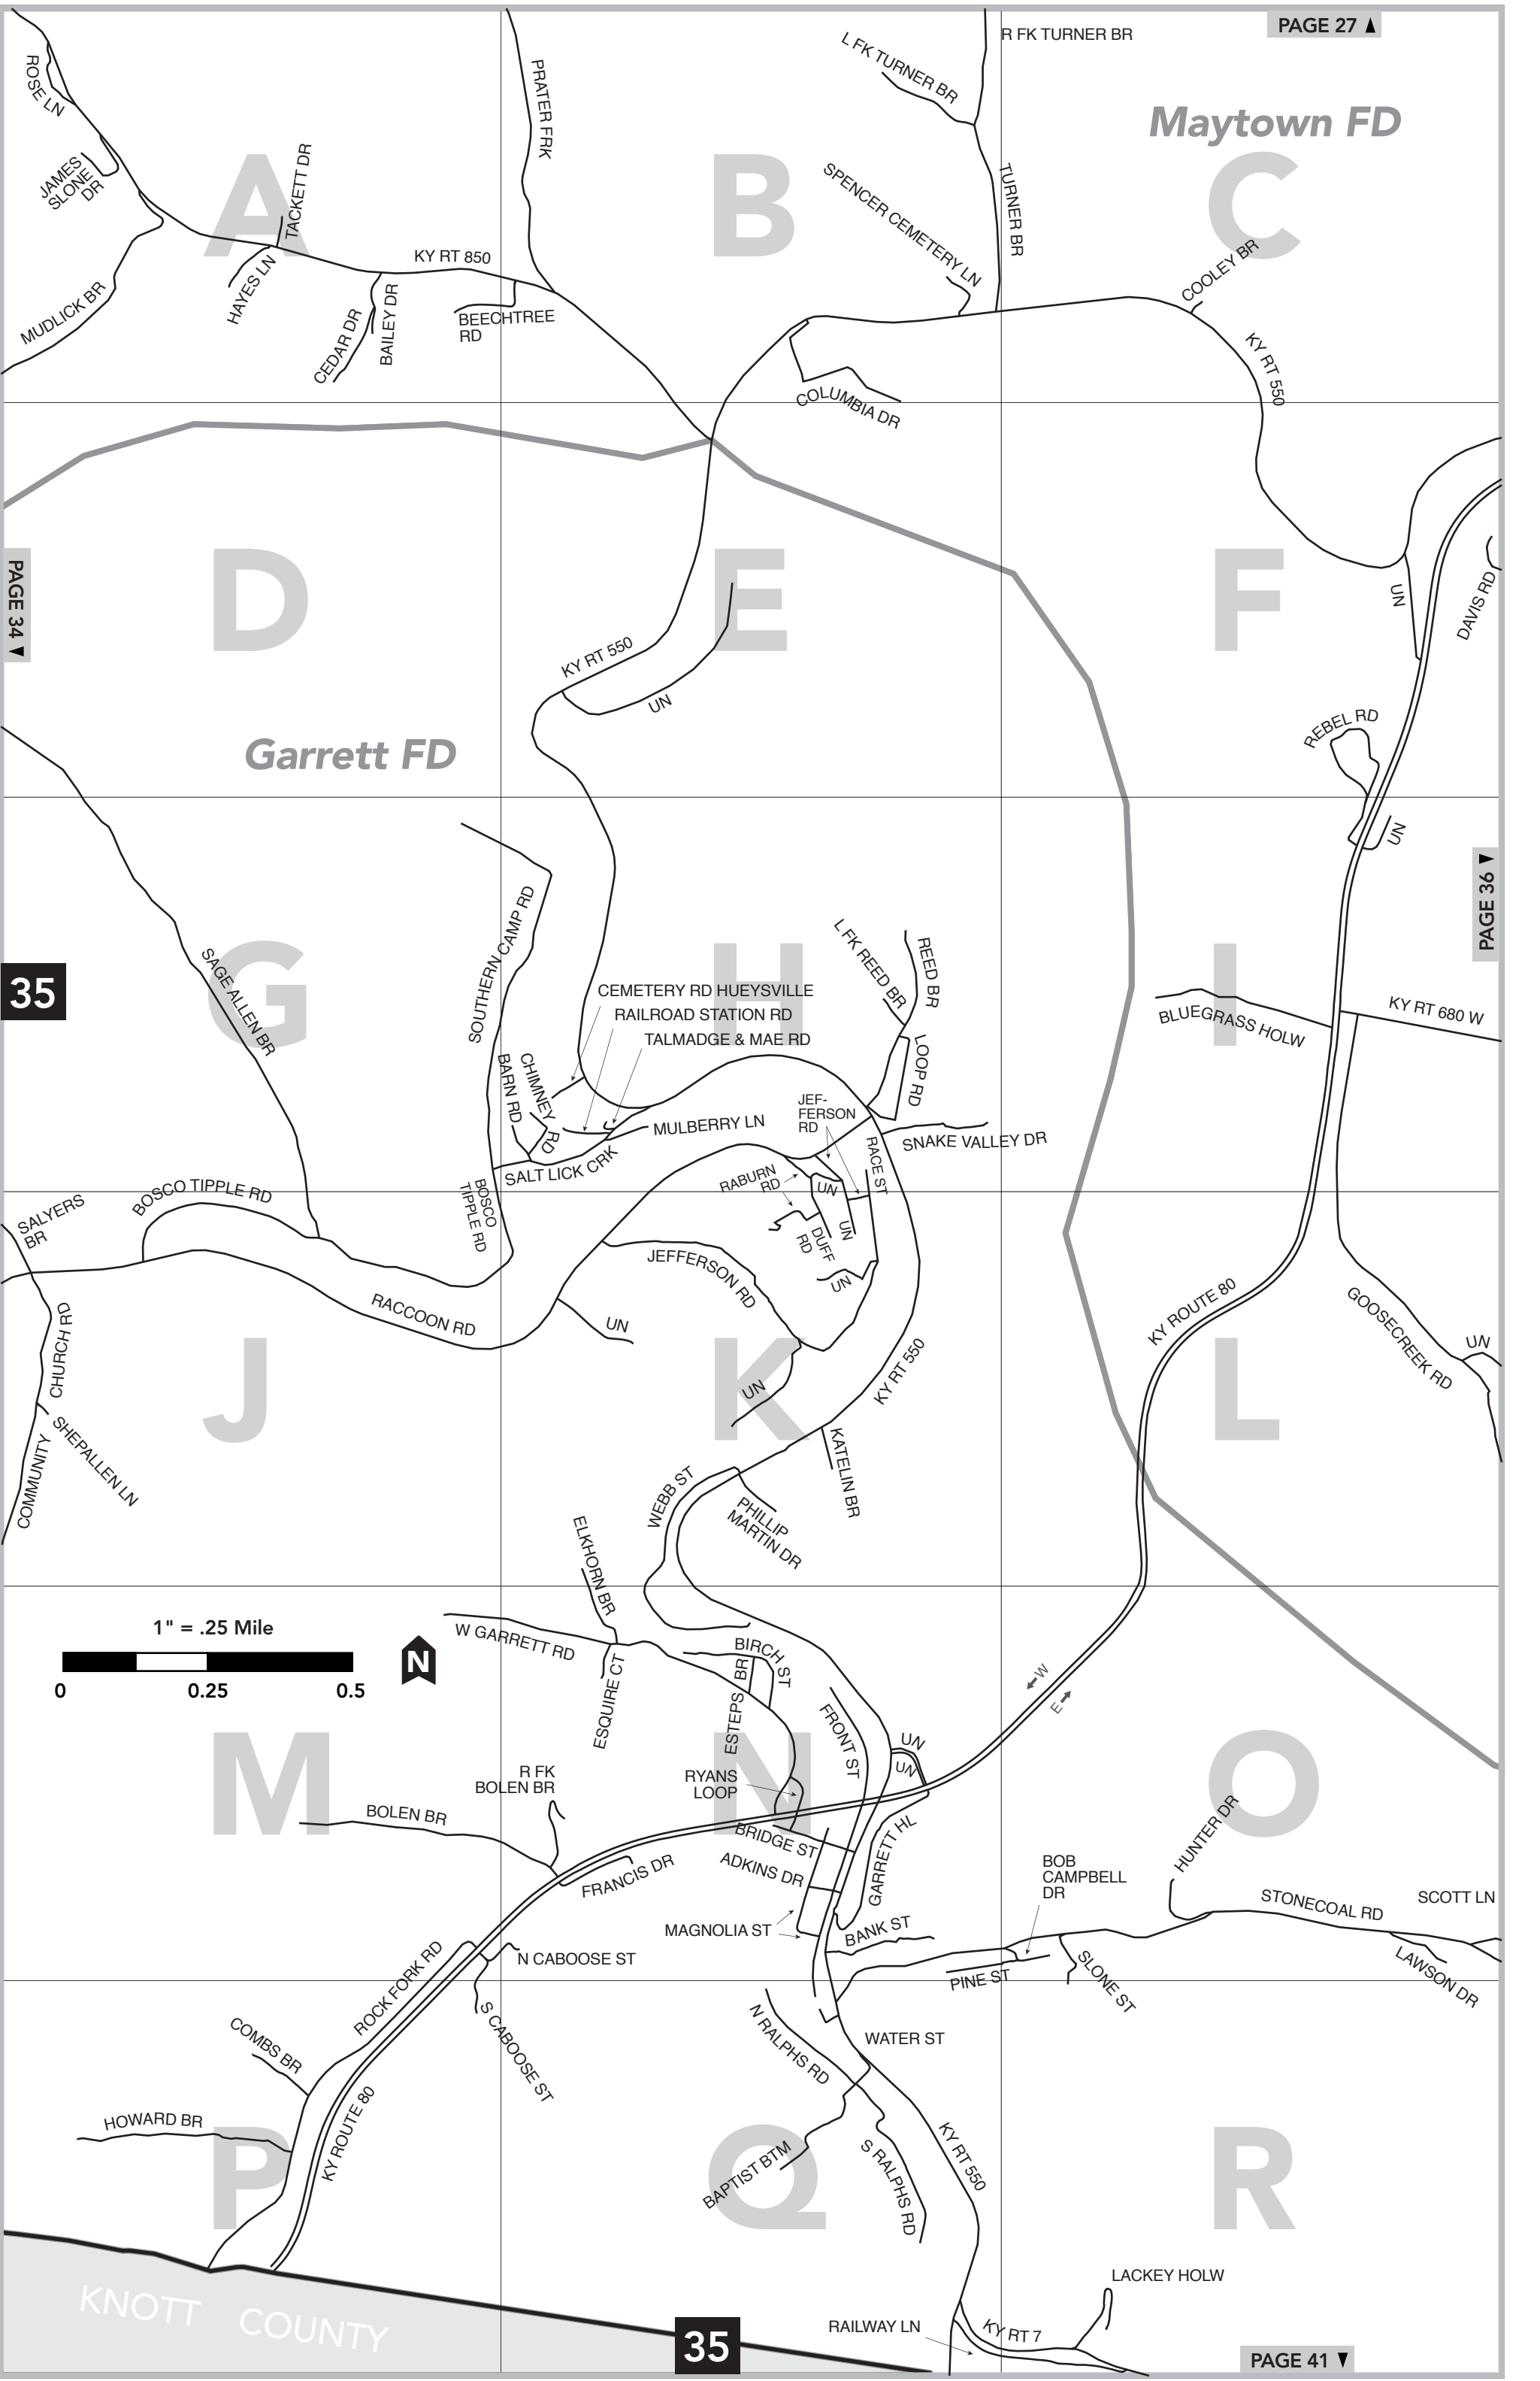 PAGE 27
R FK TURNER BR
L FK TURNER BR
ROSE LN
PRATER FRK
Maytown FD
JAMES
SLONE
DR
A
TACKETT DR
B
SPENCER CEMETERY LN
TURNER BR
C
COOLEY BR
KY RT 850
HAYES LN
MUDLICK BR
CEDAR DR
BAILEY DR
BEECHTREE
RD
KY RT 550
COLUMBIA DR
PAGE 34
D
E
F
UN
DAVIS RD
KY RT 550
UN
Garrett FD
REBEL RD
UN
PAGE 36
35
G
SAGE ALLEN BR
SOUTHERN CAMP RD
H
L FK REED BR
REED BR
I
CEMETERY RD HUEYSVILLE
RAILROAD STATION RD
TALMADGE & MAE RD
BLUEGRASS HOLW
KY RT 680 W
LOOP RD
BARN RD
CHIMNEY
RD
JEF-
FERSON
RD
MULBERRY LN
SNAKE VALLEY DR
RACE ST
SALT LICK CRK
RABURN
RD
UN
BOSCO
TIPPLE RD
BOSCO TIPPLE RD
SALYERS
BR
UN
DUFF
RD
JEFFERSON RD
UN
RACCOON RD
UN
KY ROUTE 80
GOOSECREEK RD
UN
CHURCH RD
J
K
UN
KY RT 550
L
SHEPALLEN LN
COMMUNITY
KATELIN BR
WEBB ST
PHILLIP
MARTIN DR
ELKHORN BR
1" = .25 Mile
0
0.25
0.5
N
W GARRETT RD
BIRCH ST
ESQUIRE CT
ESTEPS BR
W
E
FRONT ST
UN
UN
M
N
O
R FK
BOLEN BR
RYANS
LOOP
BOLEN BR
BRIDGE ST
GARRETT HL
HUNTER DR
ADKINS DR
FRANCIS DR
BOB
CAMPBELL
DR
STONECOAL RD
SCOTT LN
MAGNOLIA ST
BANK ST
N CABOOSE ST
PINE ST
SLONE ST
LAWSON DR
ROCK FORK RD
S CABOOSE ST
COMBS BR
N RALPHS RD
WATER ST
HOWARD BR
KY ROUTE 80
P
BAPTIST BTM
Q
S RALPHS RD
KY RT 550
R
LACKEY HOLW
KNOTT COUNTY
35
RAILWAY LN
KY RT 7
PAGE 41